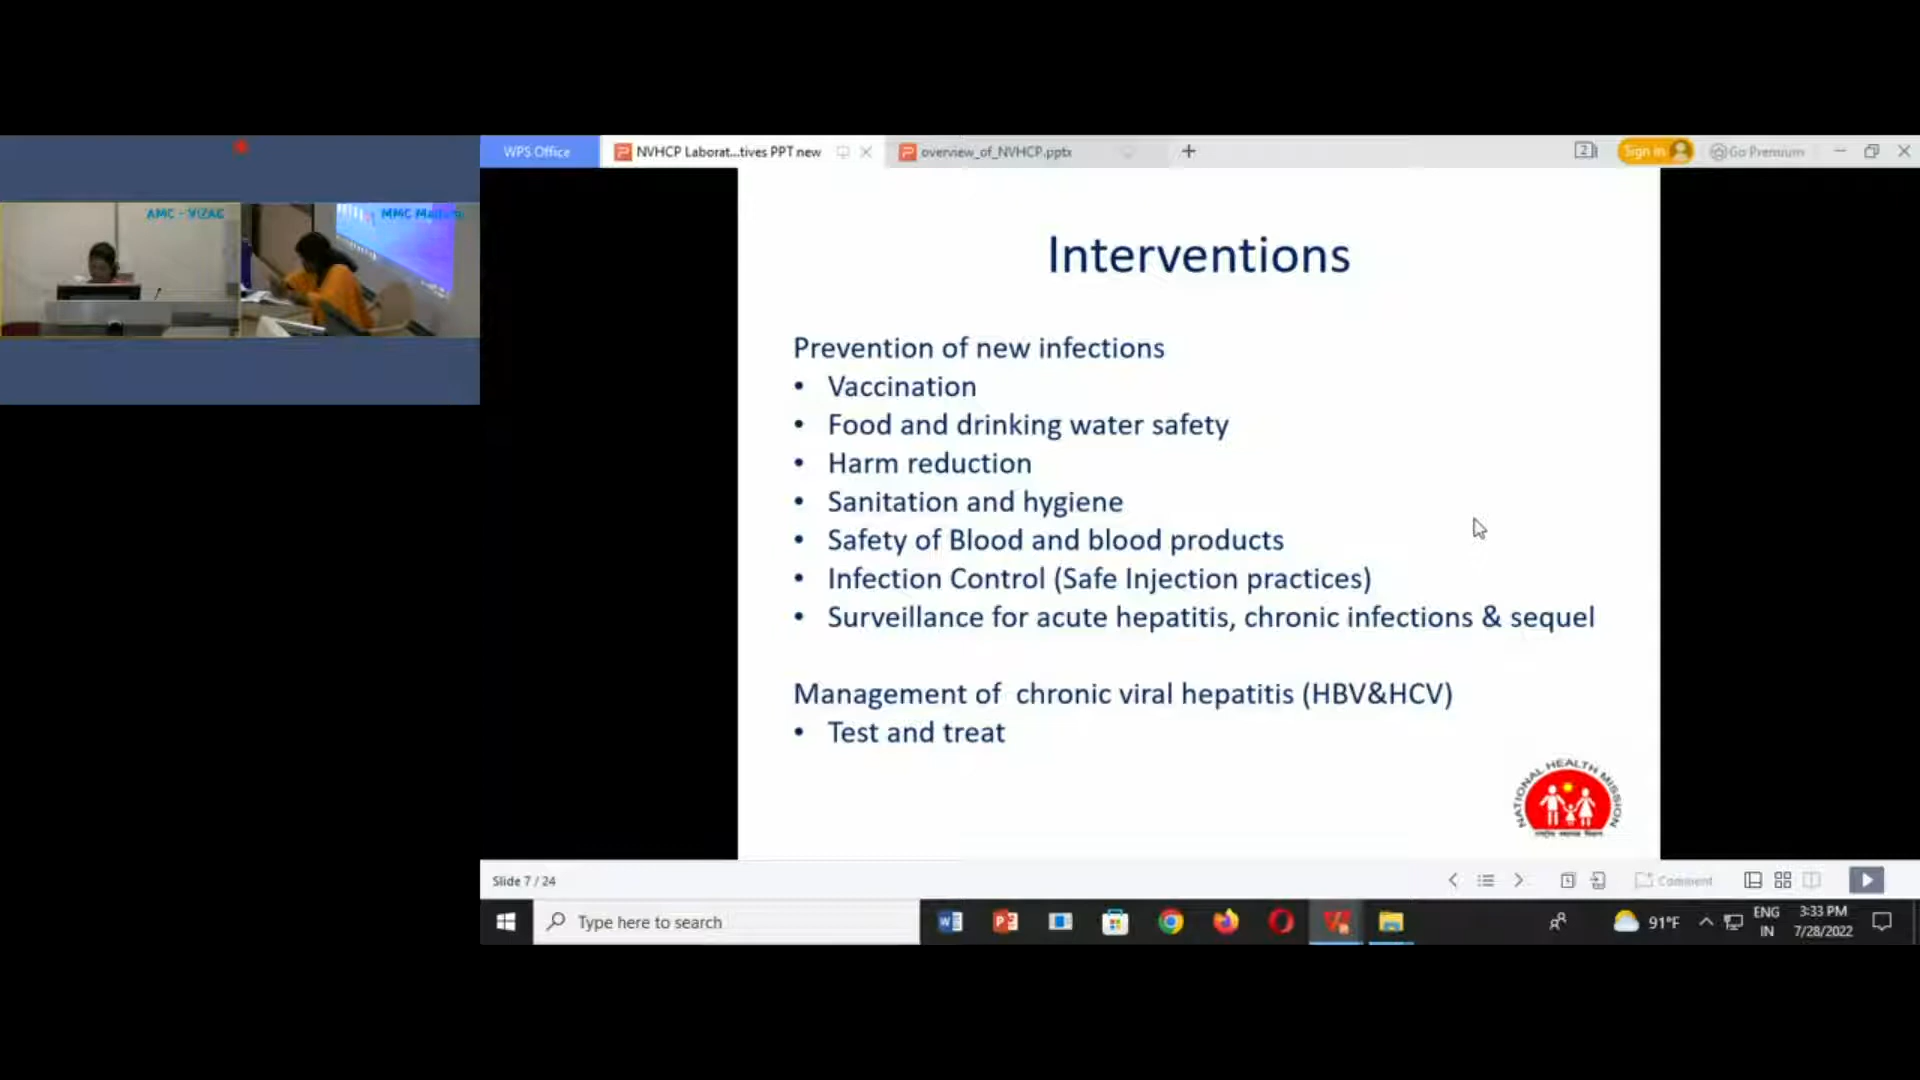 AMC - VIZAG
MMC
WPS Office
NVHCP Laborat...tives PPT new
overview_of_NVHCP.pptx
2
Sign in
Go Premium
Interventions
Prevention of new infections
• Vaccination
• Food and drinking water safety
• Harm reduction
• Sanitation and hygiene
• Safety of Blood and blood products
• Infection Control (Safe Injection practices)
• Surveillance for acute hepatitis, chronic infections & sequel
Management of chronic viral hepatitis (HBV&HCV)
• Test and treat
NATIONAL HEALTH MISSION
Slide 7 / 24
Comment
Type here to search
91°F
ENG
IN
3:33 PM
7/28/2022